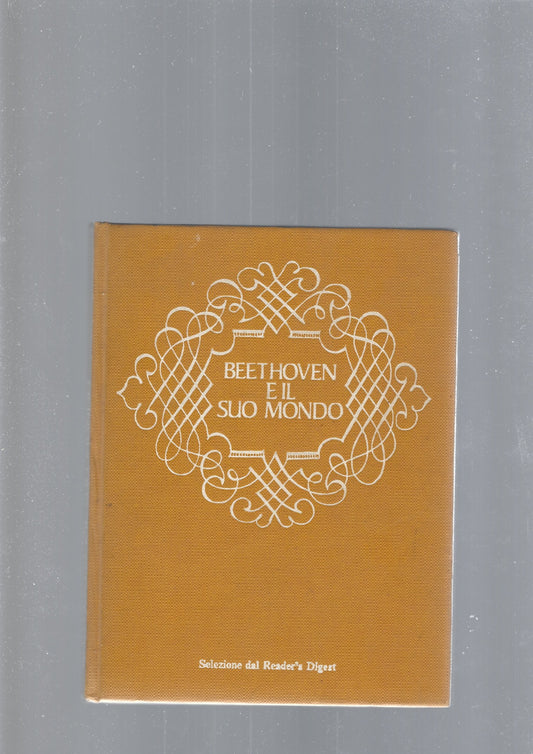 BEETHOVEN
E IL
SUO MONDO
Selezione dal Reader's Digest